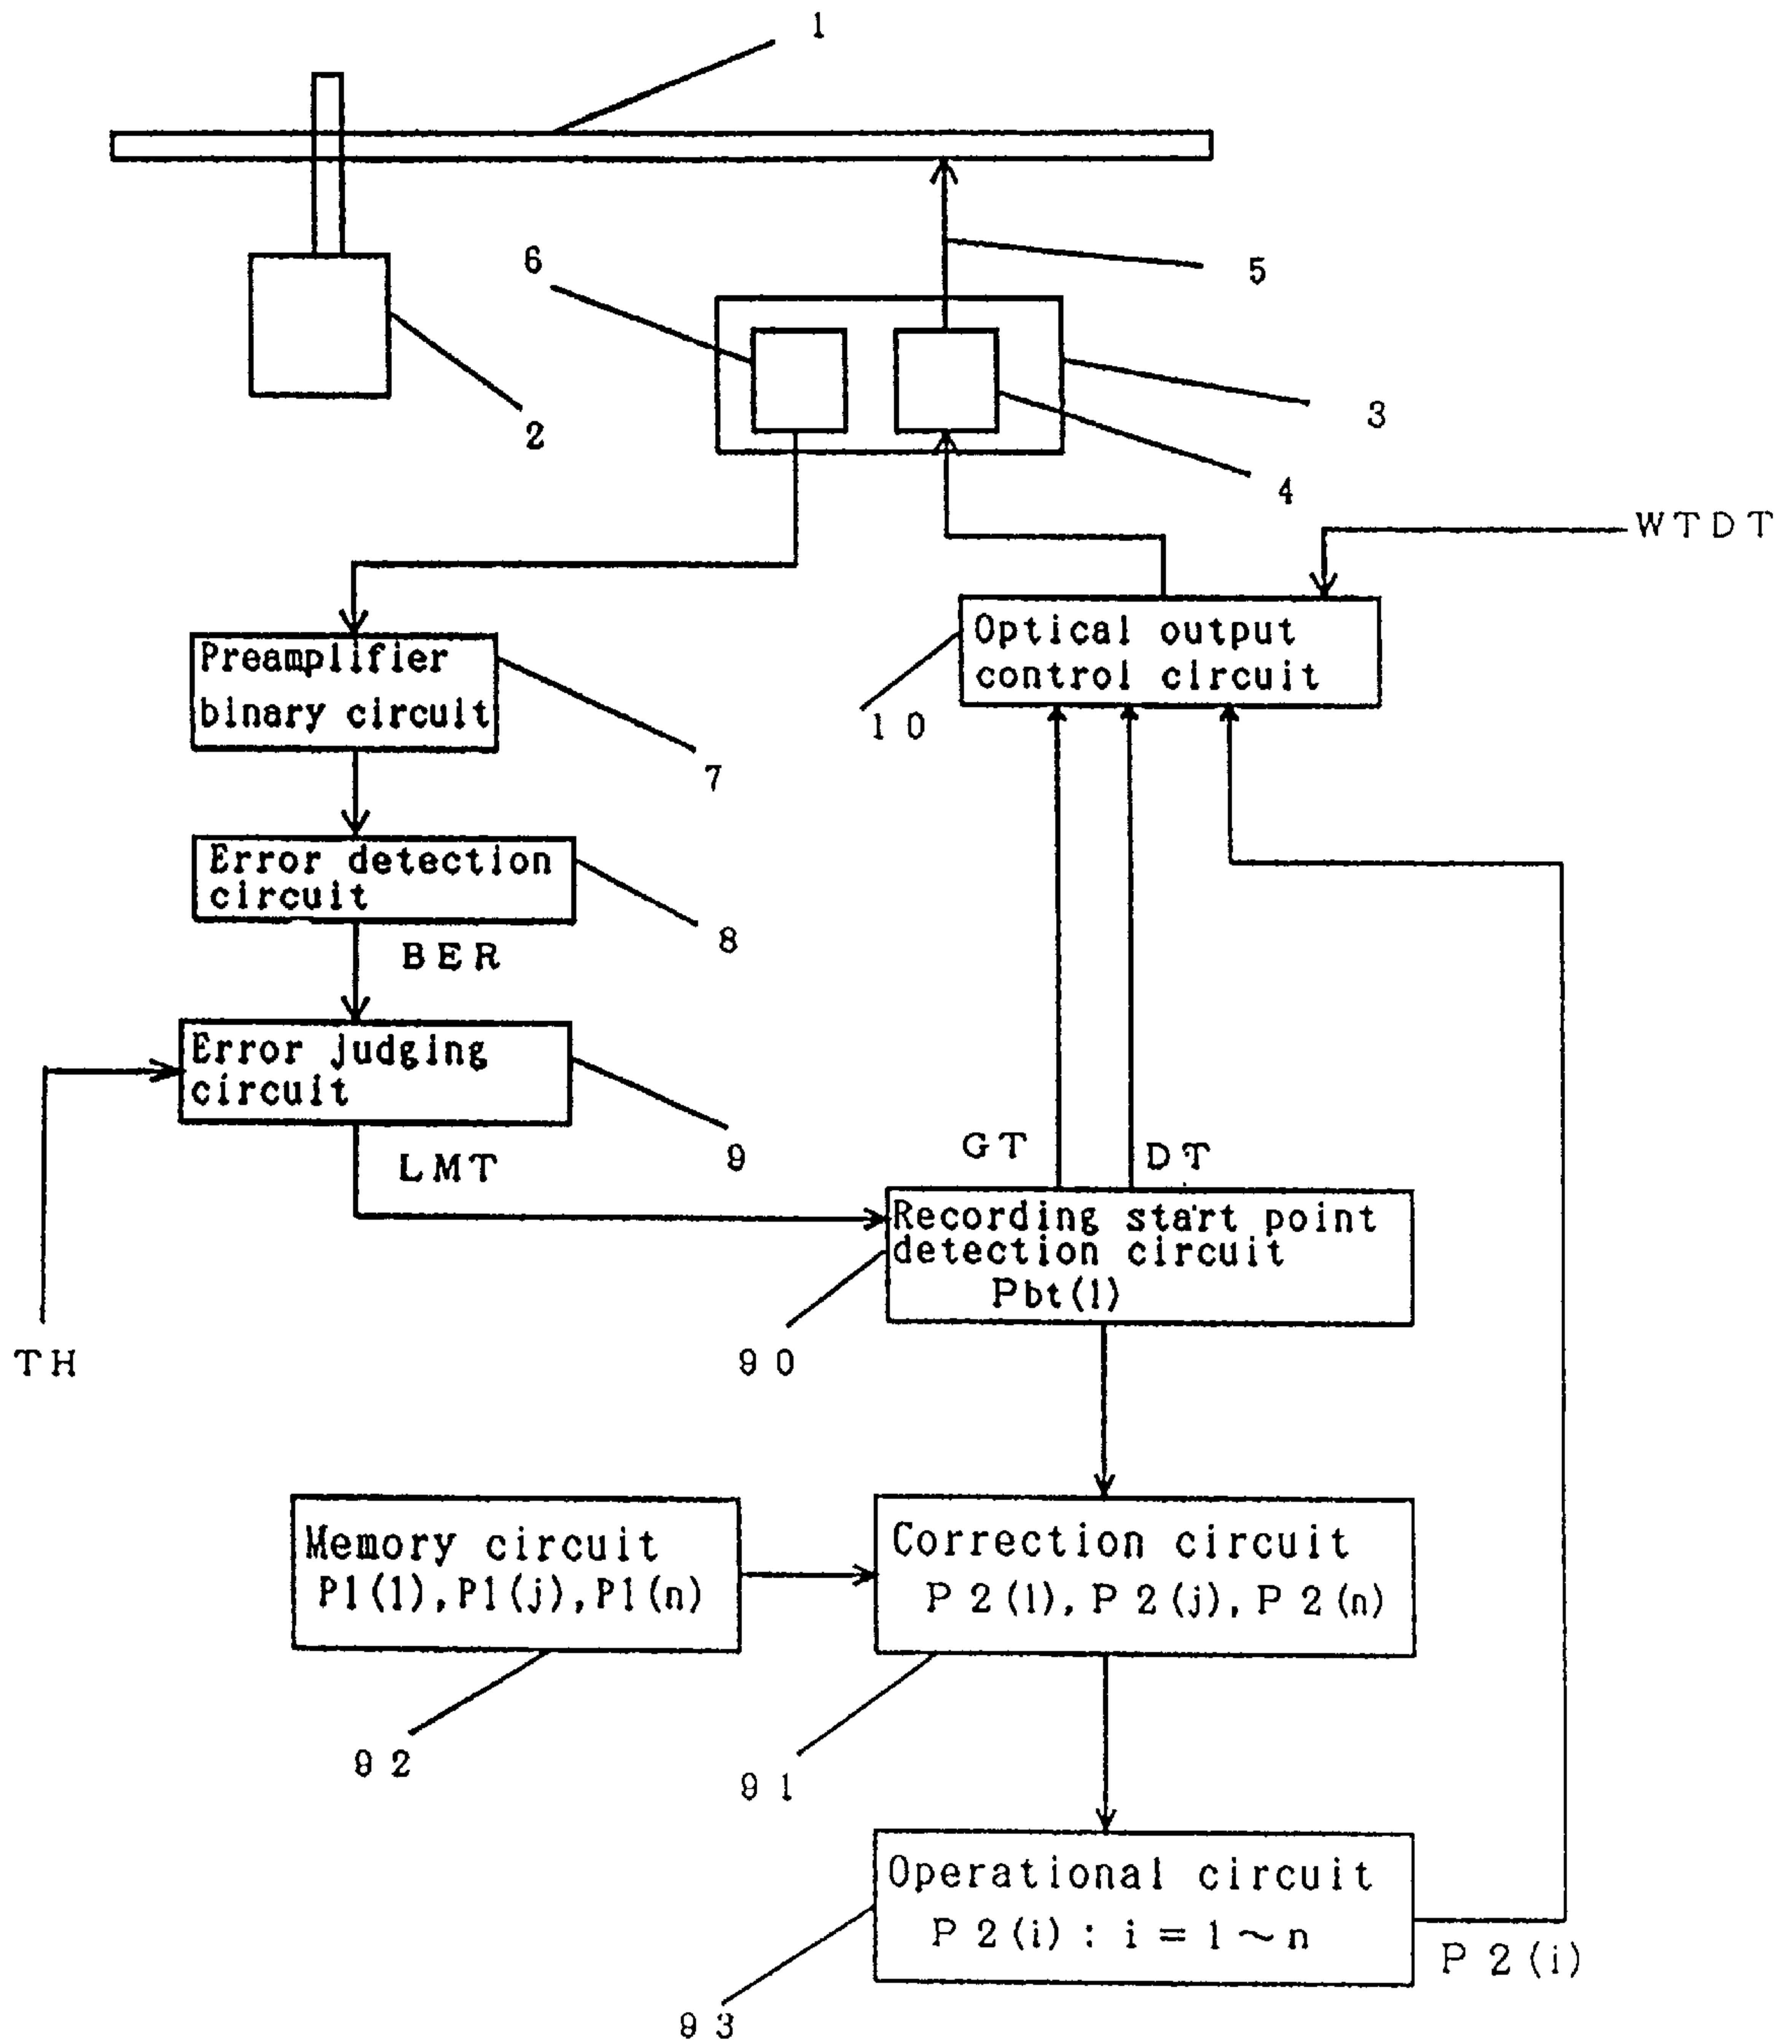 1
6
5
2
3
4
WTDT
Optical output
control circuit
10
Preamplifier
binary circuit
7
Error detection
circuit
8
BER
Error judging
circuit
9
LMT
TH
GT
DT
Recording start point
detection circuit
Pbt(1)
90
Memory circuit
P1(1),P1(j),P1(n)
92
Correction circuit
P2(1),P2(j),P2(n)
91
Operational circuit
P2(i):i=1~n
P2(i)
93